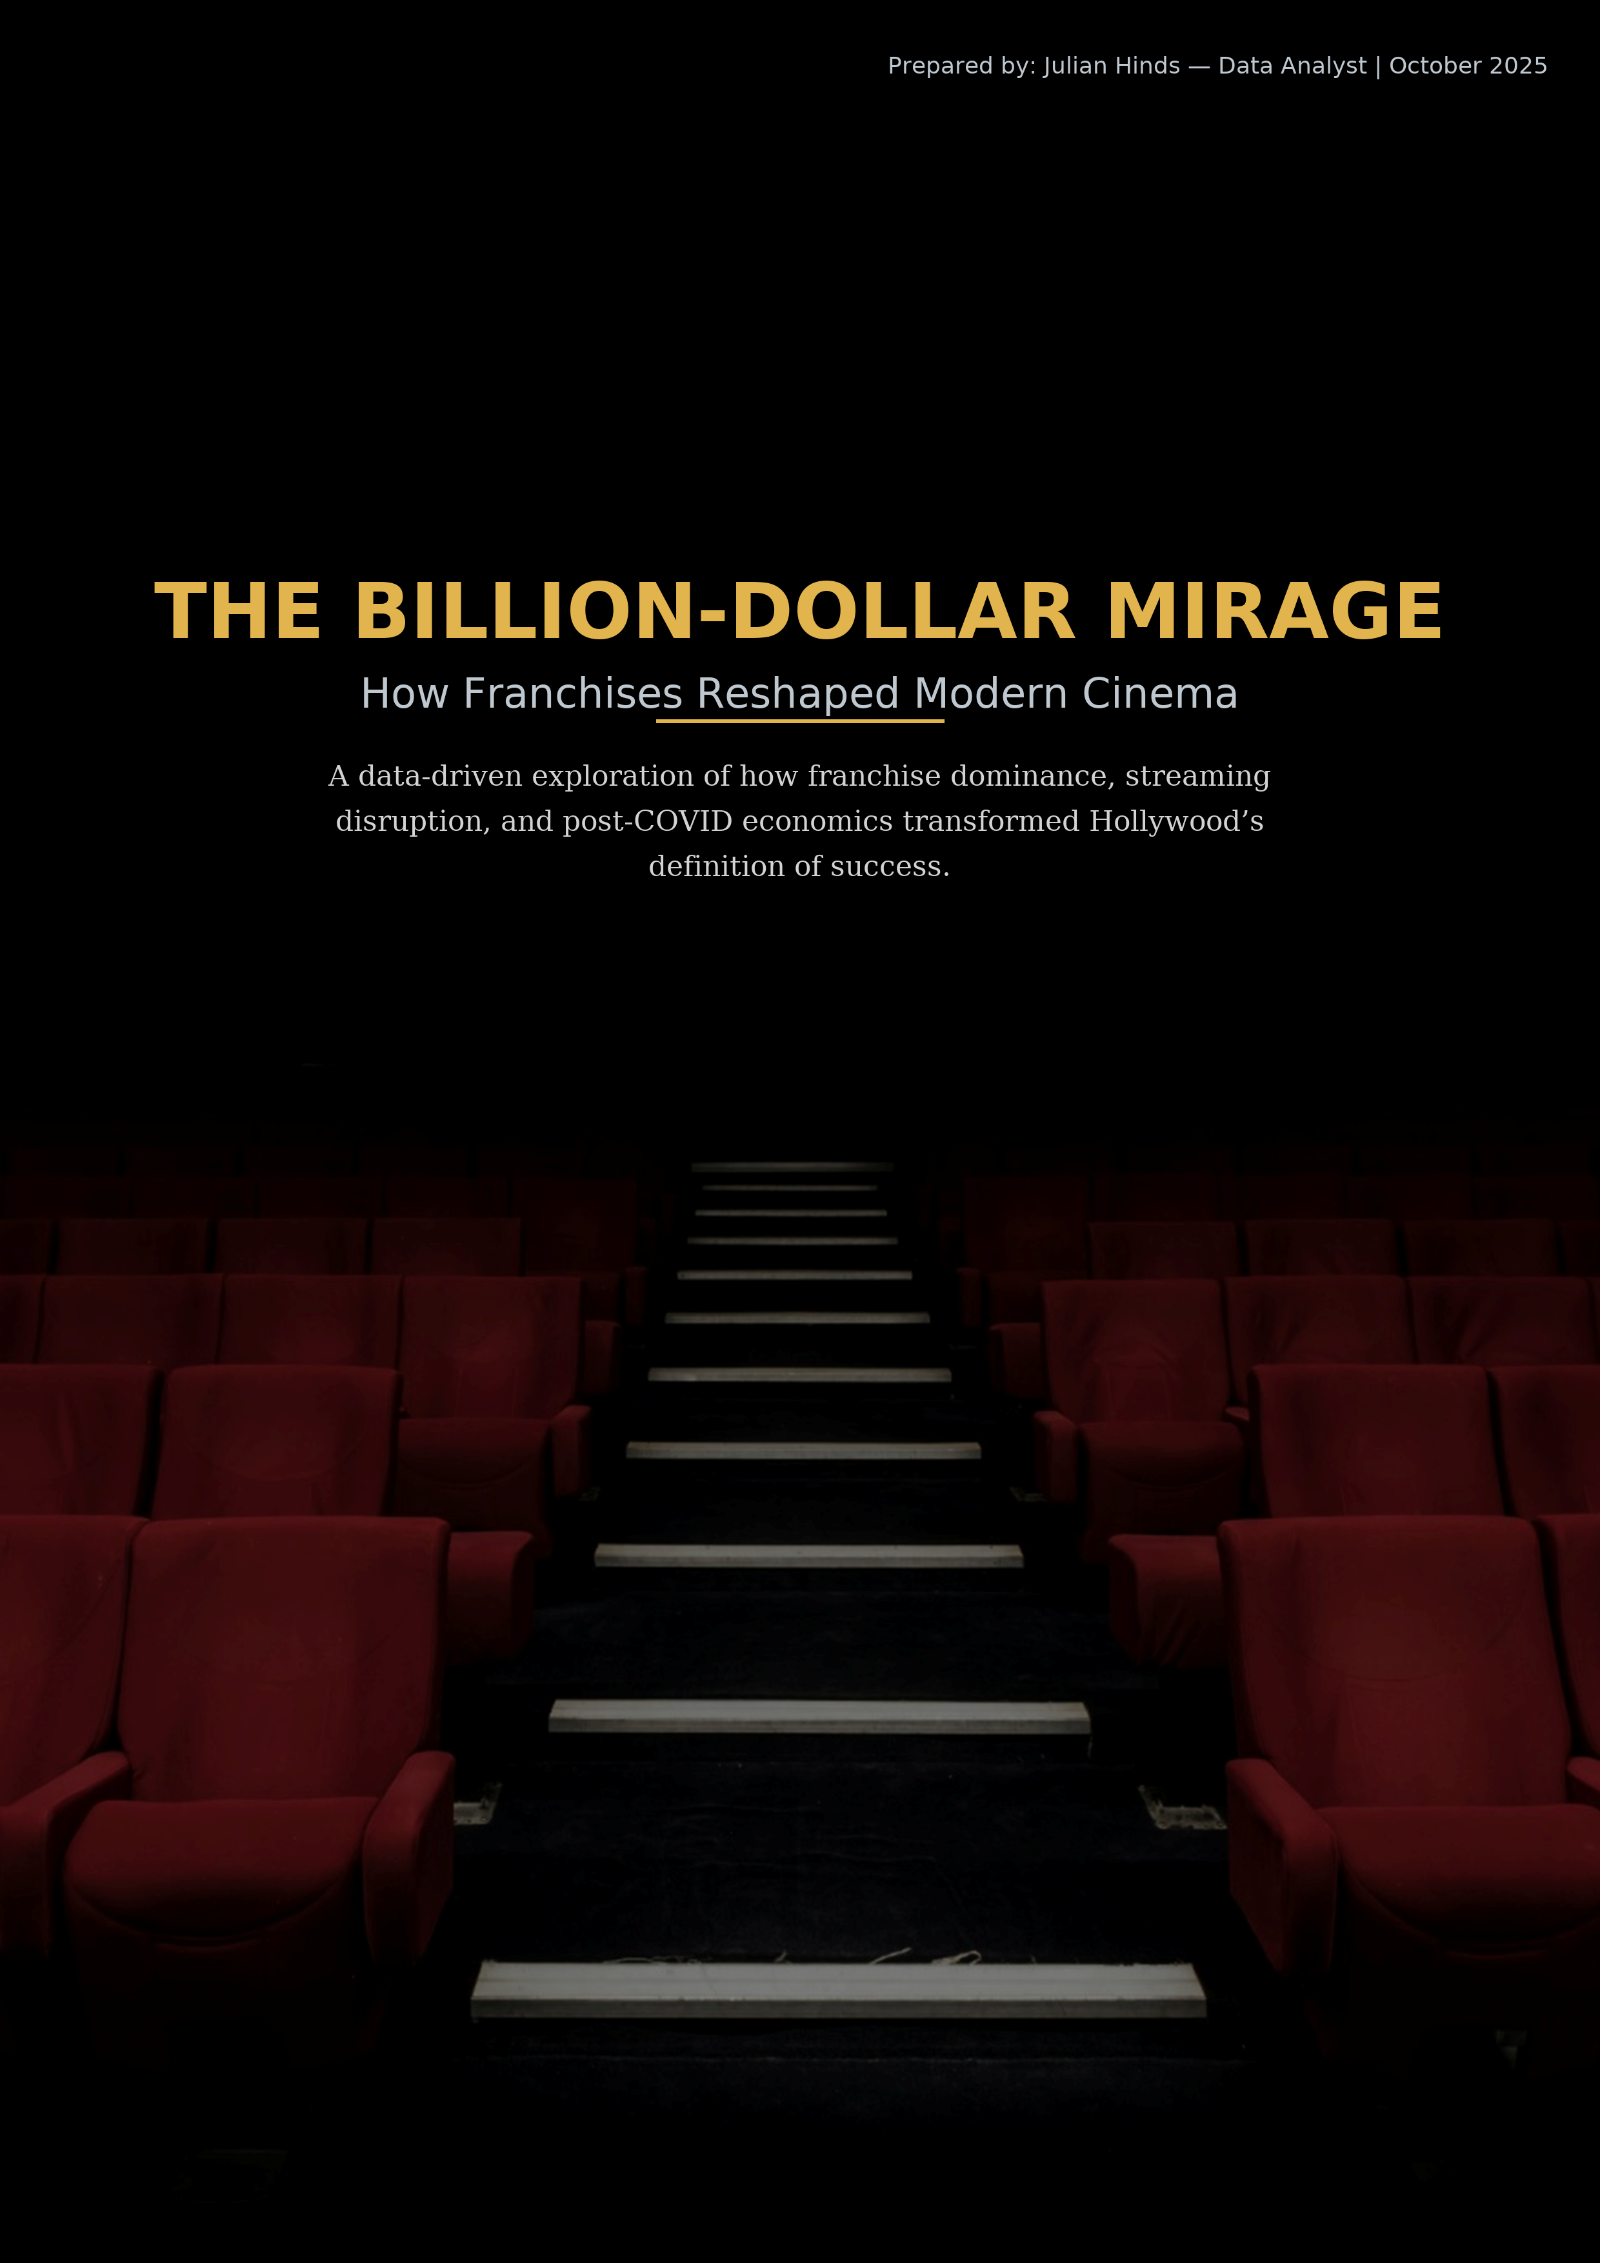 Prepared by: Julian Hinds — Data Analyst | October 2025
THE BILLION-DOLLAR MIRAGE
How Franchises Reshaped Modern Cinema
A data-driven exploration of how franchise dominance, streaming
disruption, and post-COVID economics transformed Hollywood’s
definition of success.